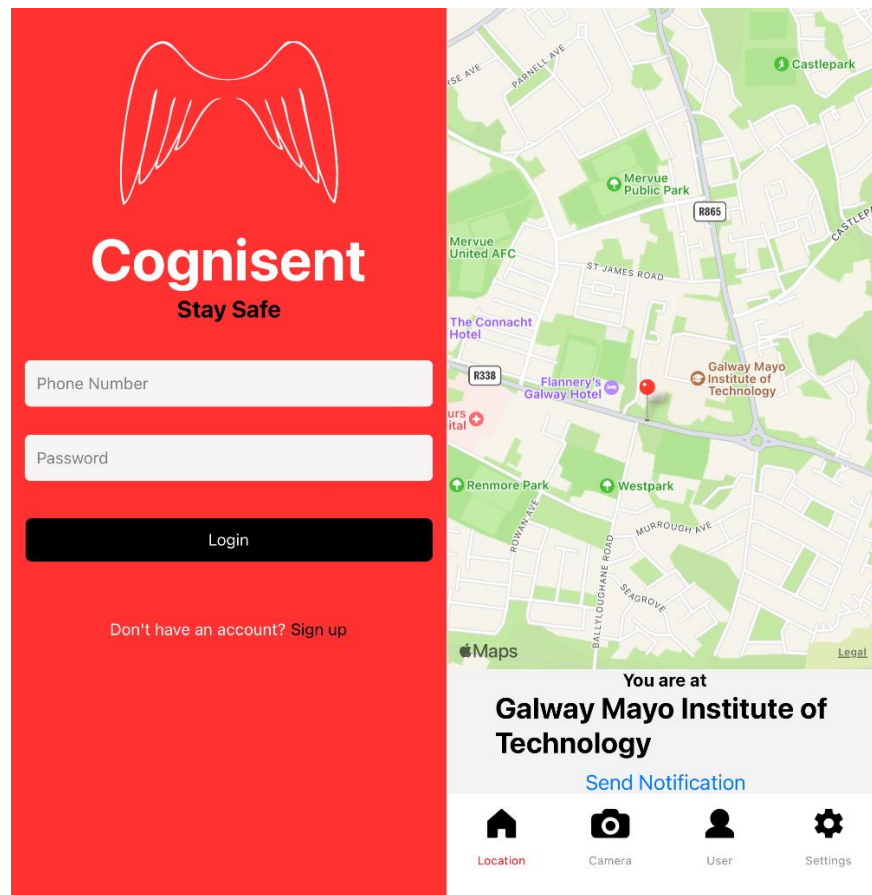 Cognisent
Stay Safe
Phone Number
Password
Login
Don't have an account? Sign up
PARNELL AVE
Castlepark
Mervue
Public Park
R865
Mervue
United AFC
ST JAMES ROAD
The Connacht
Hotel
R338
Flannery's
Galway Hotel
Galway Mayo
Institute of
Technology
Renmore Park
Westpark
ROWAN AVE
MURROUGH AVE
BALLYLOUGHANE ROAD
SEAGROVE
Maps
Legal
You are at
Galway Mayo Institute of
Technology
Send Notification
Location
Camera
User
Settings